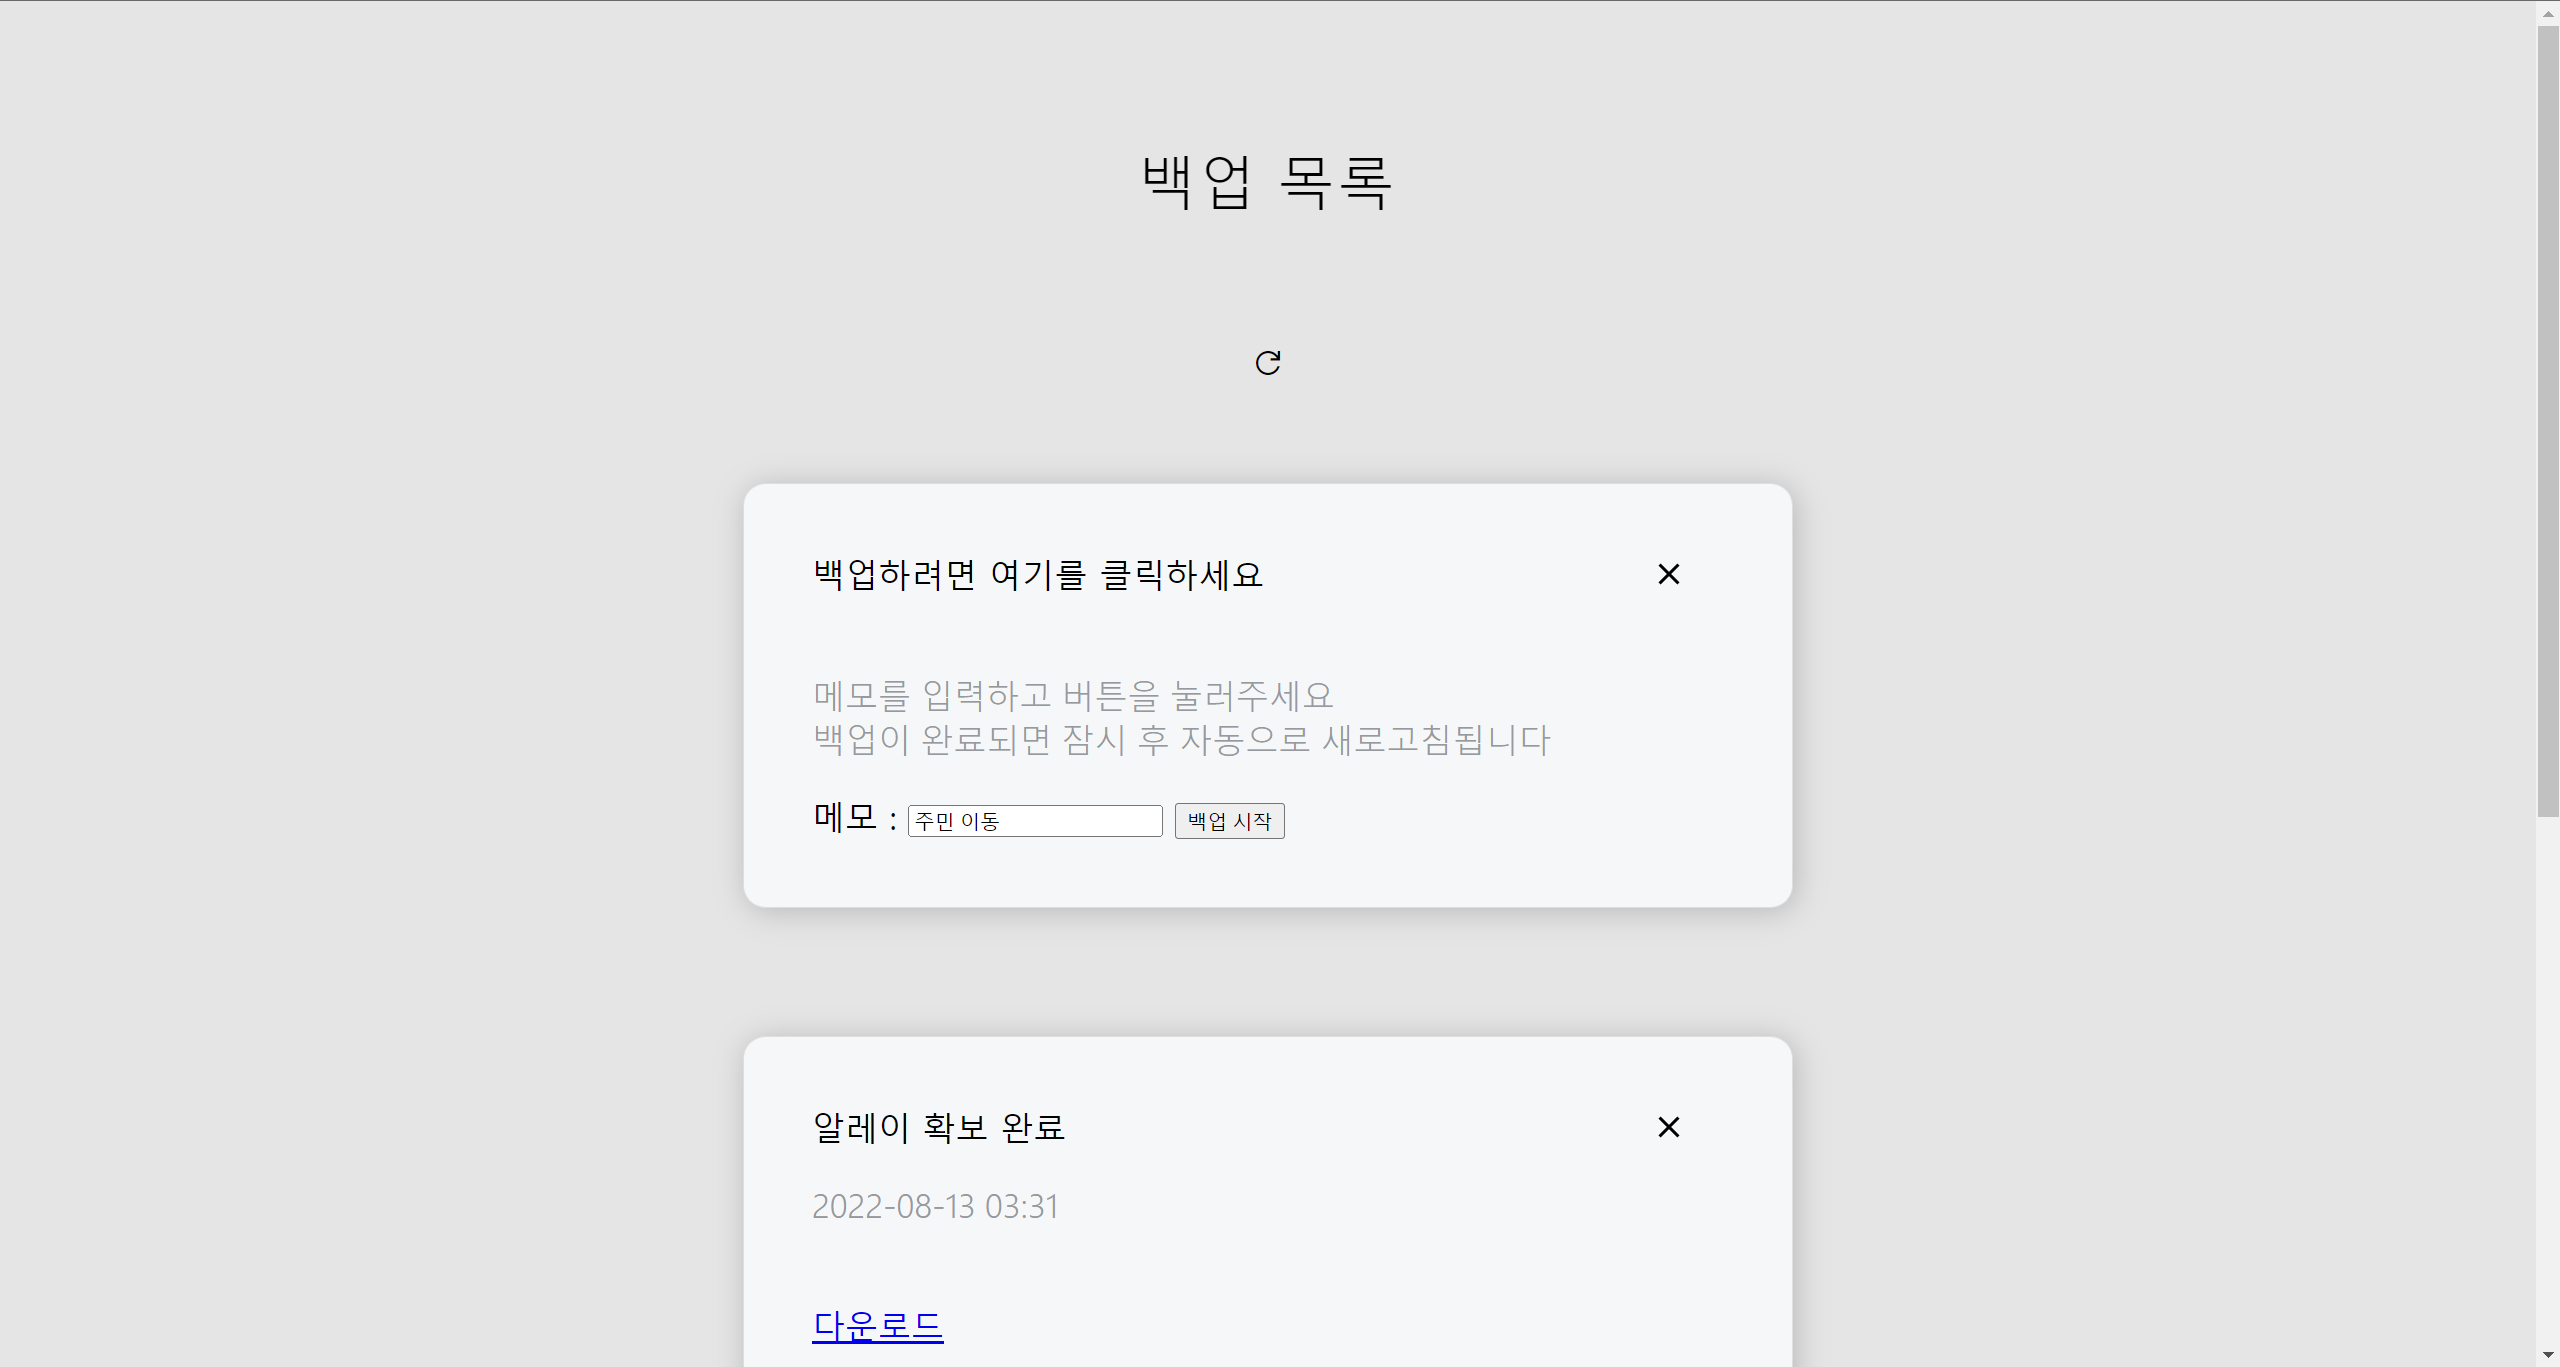 백업 목록
백업하려면 여기를 클릭하세요
메모를 입력하고 버튼을 눌러주세요
백업이 완료되면 잠시 후 자동으로 새로고침됩니다
메모 : 주민 이동 백업 시작
알레이 확보 완료
2022-08-13 03:31
다운로드